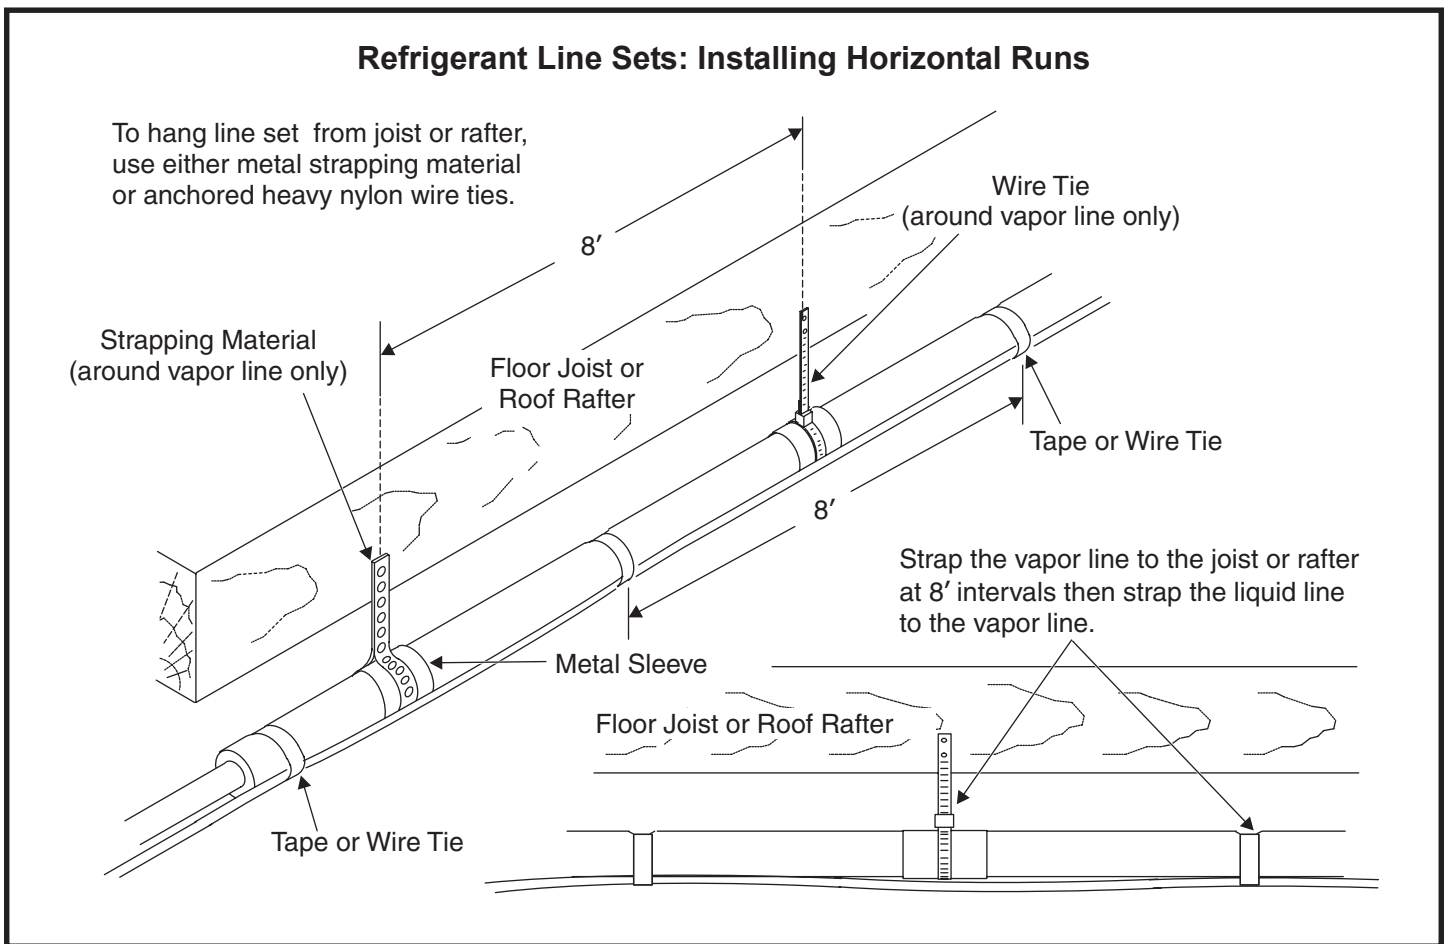 Refrigerant Line Sets: Installing Horizontal Runs
To hang line set  from joist or rafter,
use either metal strapping material
or anchored heavy nylon wire ties.
Wire Tie
(around vapor line only)
8′
Strapping Material
(around vapor line only)
Floor Joist or
Roof Rafter
Tape or Wire Tie
8′
Strap the vapor line to the joist or rafter
at 8′ intervals then strap the liquid line
to the vapor line.
Metal Sleeve
Floor Joist or Roof Rafter
Tape or Wire Tie